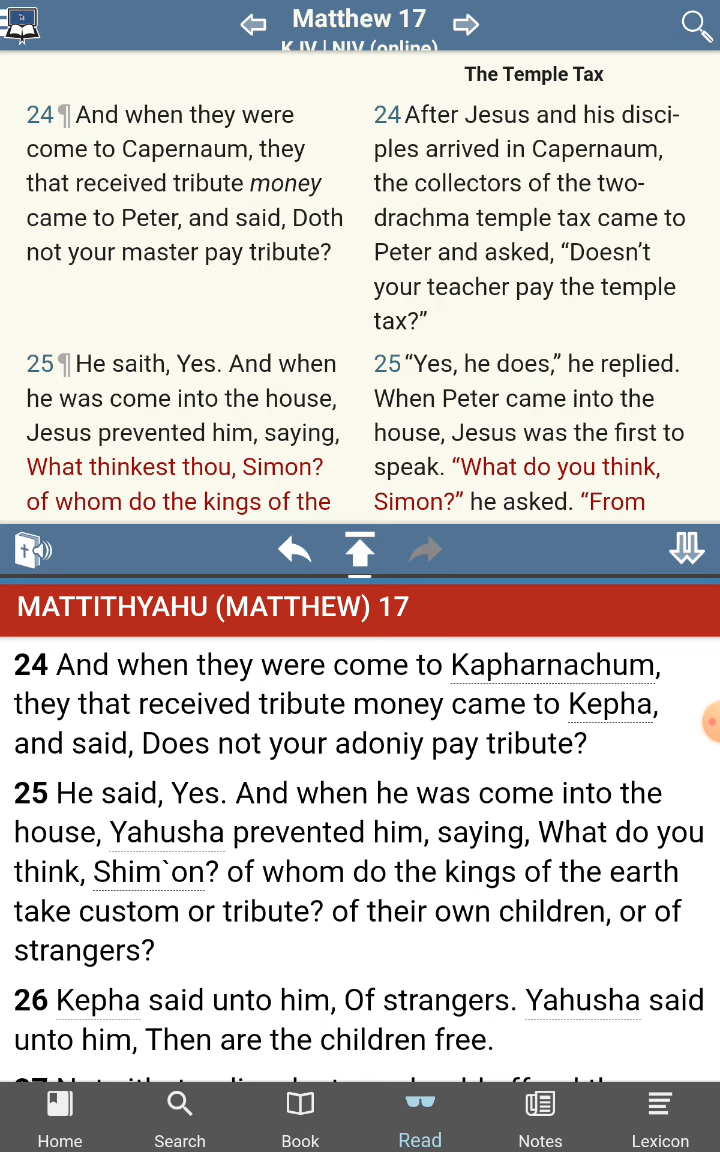 Matthew 17
KJV | NIV (online)
The Temple Tax
24 ¶ And when they were
come to Capernaum, they
that received tribute money
came to Peter, and said, Doth
not your master pay tribute?
24 After Jesus and his disci-
ples arrived in Capernaum,
the collectors of the two-
drachma temple tax came to
Peter and asked, “Doesn’t
your teacher pay the temple
tax?”
25 ¶ He saith, Yes. And when
he was come into the house,
Jesus prevented him, saying,
What thinkest thou, Simon?
of whom do the kings of the
25 “Yes, he does,” he replied.
When Peter came into the
house, Jesus was the first to
speak. “What do you think,
Simon?” he asked. “From
MATTITHYAHU (MATTHEW) 17
24 And when they were come to Kapharnachum,
they that received tribute money came to Kepha,
and said, Does not your adoniy pay tribute?
25 He said, Yes. And when he was come into the
house, Yahusha prevented him, saying, What do you
think, Shim`on? of whom do the kings of the earth
take custom or tribute? of their own children, or of
strangers?
26 Kepha said unto him, Of strangers. Yahusha said
unto him, Then are the children free.
Home Search Book Read Notes Lexicon